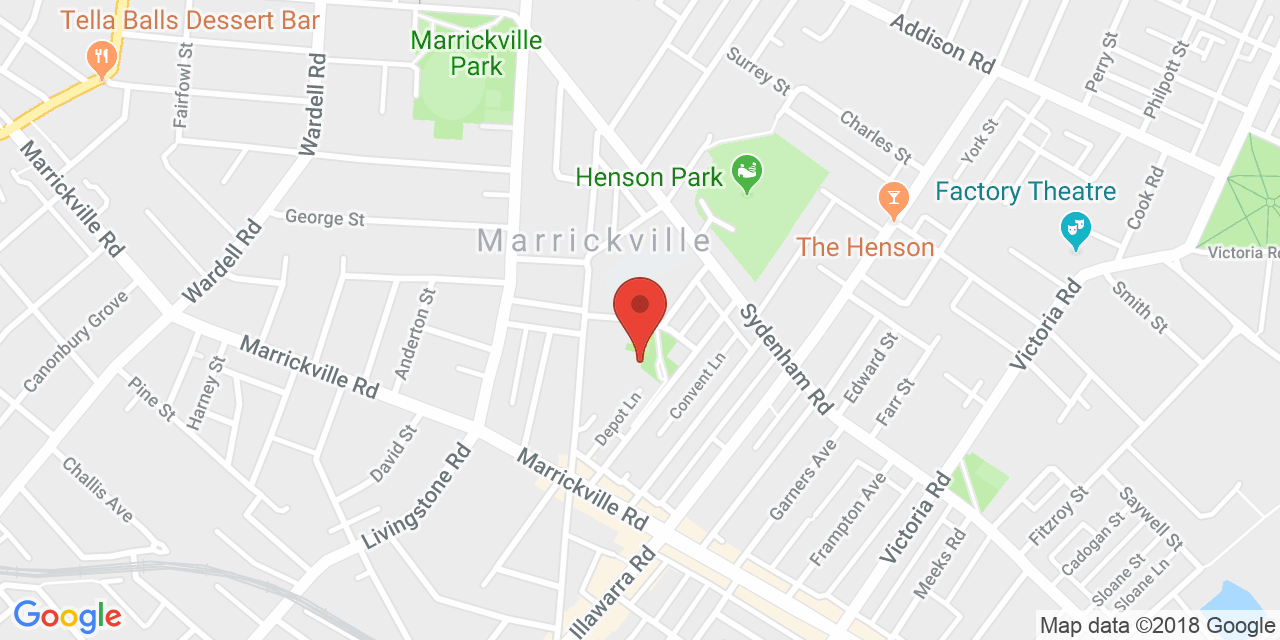 Tella Balls Dessert Bar
Marrickville
Park
Addison Rd
Perry St
Philpott St
Surrey St
Fairfowl St
Wardell Rd
Charles St
York St
Marrickville Rd
Henson Park
Factory Theatre
Cook Rd
George St
Marrickville
The Henson
Victoria Rd
Wardell Rd
Smith St
Victoria Rd
Canonbury Grove
Anderton St
Sydenham Rd
Marrickville Rd
Harney St
Pine St
Convent Ln
Edward St
Farr St
Depot Ln
David St
Challis Ave
Livingstone Rd
Marrickville Rd
Garners Ave
Frampton Ave
Victoria Rd
Fitzroy St
Saywell St
Cadogan St
Meeks Rd
Sloane St
Sloane Ln
Illawarra Rd
Google
Map data ©2018 Google